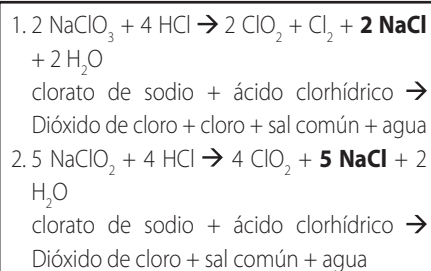 1. 2 NaClO₃ + 4 HCl → 2 ClO₂ + Cl₂ + 2 NaCl
+ 2 H₂O
clorato de sodio + ácido clorhídrico →
Dióxido de cloro + cloro + sal común + agua
2. 5 NaClO₂ + 4 HCl → 4 ClO₂ + 5 NaCl + 2
H₂O
clorato de sodio + ácido clorhídrico →
Dióxido de cloro + sal común + agua